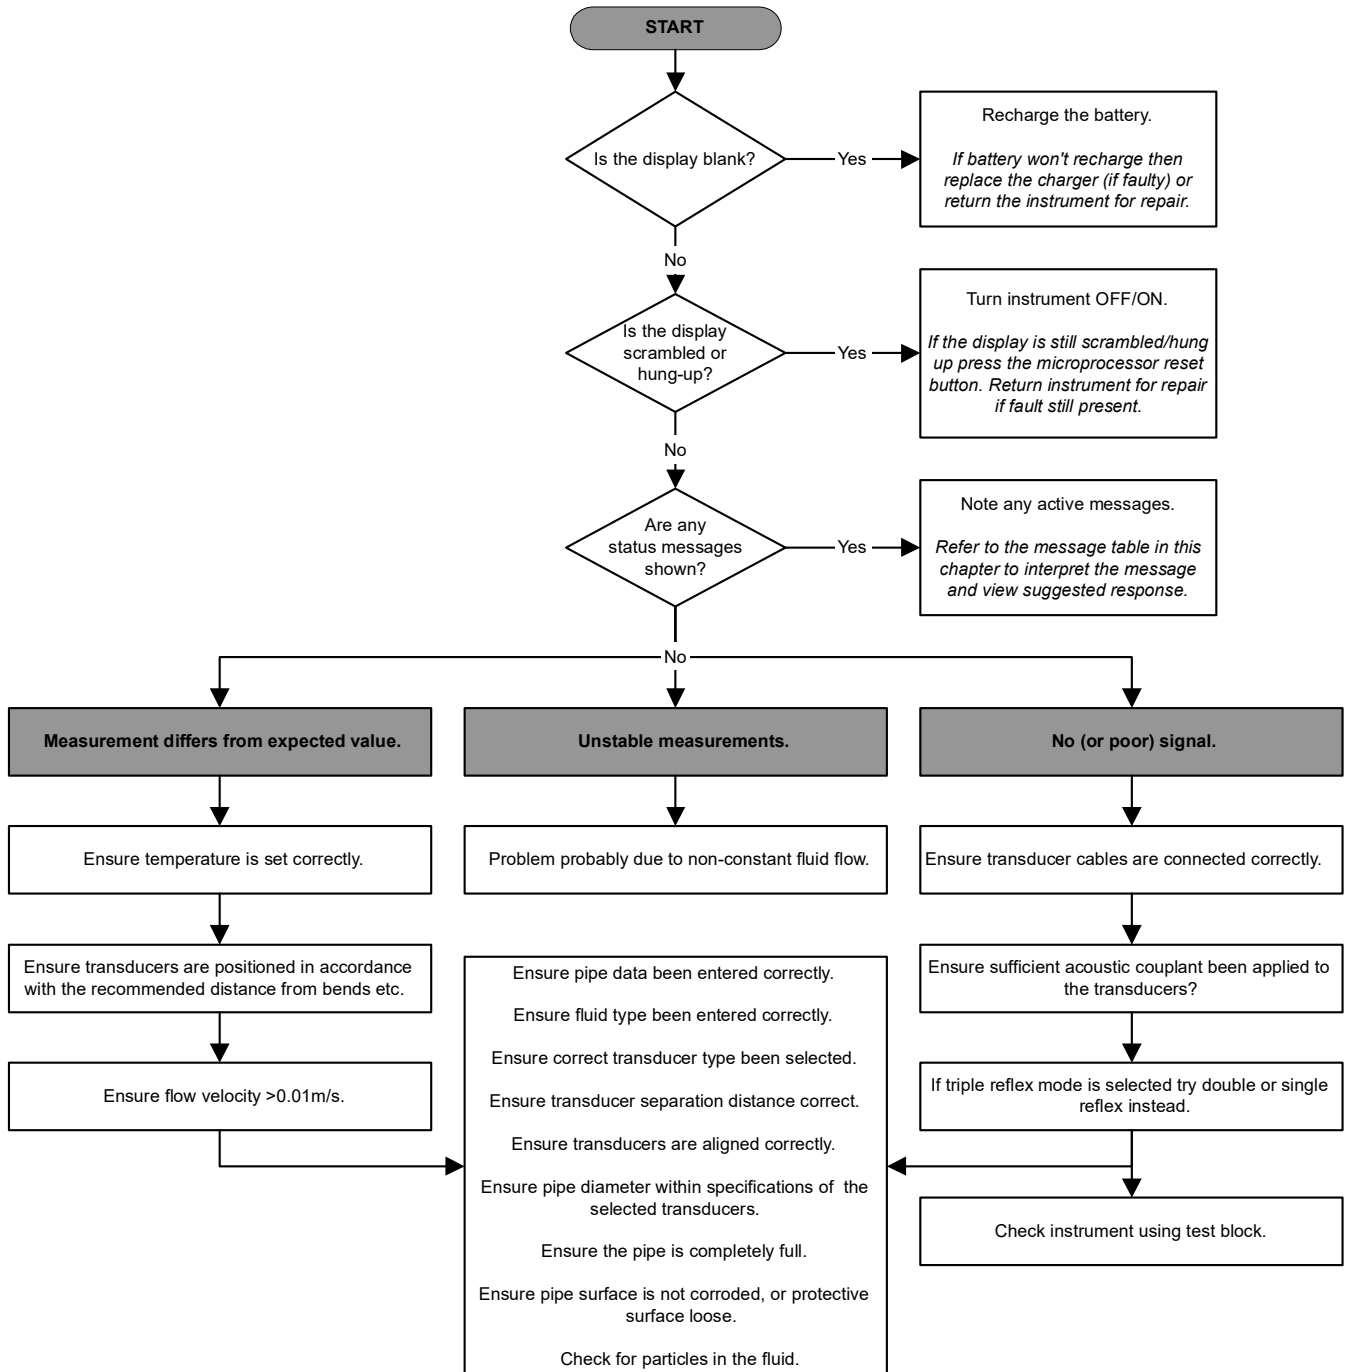 START
Is the display blank?
Yes
Recharge the battery.
If battery won't recharge then
replace the charger (if faulty) or
return the instrument for repair.
No
Is the display
scrambled or
hung-up?
Yes
Turn instrument OFF/ON.
If the display is still scrambled/hung
up press the microprocessor reset
button. Return instrument for repair
if fault still present.
No
Are any
status messages
shown?
Yes
Note any active messages.
Refer to the message table in this
chapter to interpret the message
and view suggested response.
No
Measurement differs from expected value.
Unstable measurements.
No (or poor) signal.
Ensure temperature is set correctly.
Problem probably due to non-constant fluid flow.
Ensure transducer cables are connected correctly.
Ensure transducers are positioned in accordance
with the recommended distance from bends etc.
Ensure sufficient acoustic couplant been applied to
the transducers?
Ensure flow velocity >0.01m/s.
If triple reflex mode is selected try double or single
reflex instead.
Ensure pipe data been entered correctly.
Ensure fluid type been entered correctly.
Ensure correct transducer type been selected.
Ensure transducer separation distance correct.
Ensure transducers are aligned correctly.
Ensure pipe diameter within specifications of the
selected transducers.
Ensure the pipe is completely full.
Ensure pipe surface is not corroded, or protective
surface loose.
Check for particles in the fluid.
Check instrument using test block.